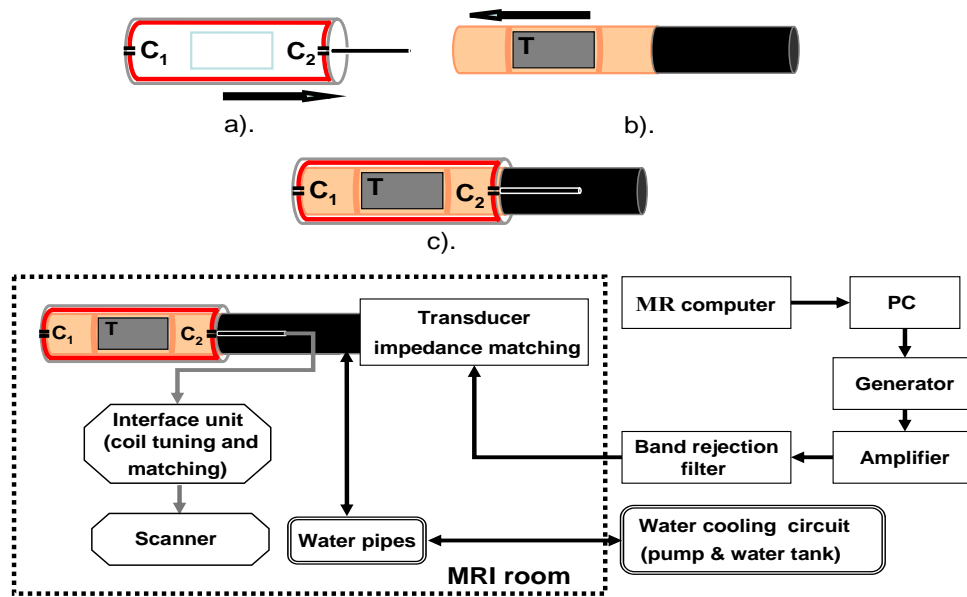 C1
C2
a).
T
b).
C1
T
C2
c).
C1
T
C2
Transducer
impedance matching
MR computer
PC
Generator
Interface unit
(coil tuning and
matching)
Band rejection
filter
Amplifier
Scanner
Water pipes
Water cooling circuit
(pump & water tank)
MRI room